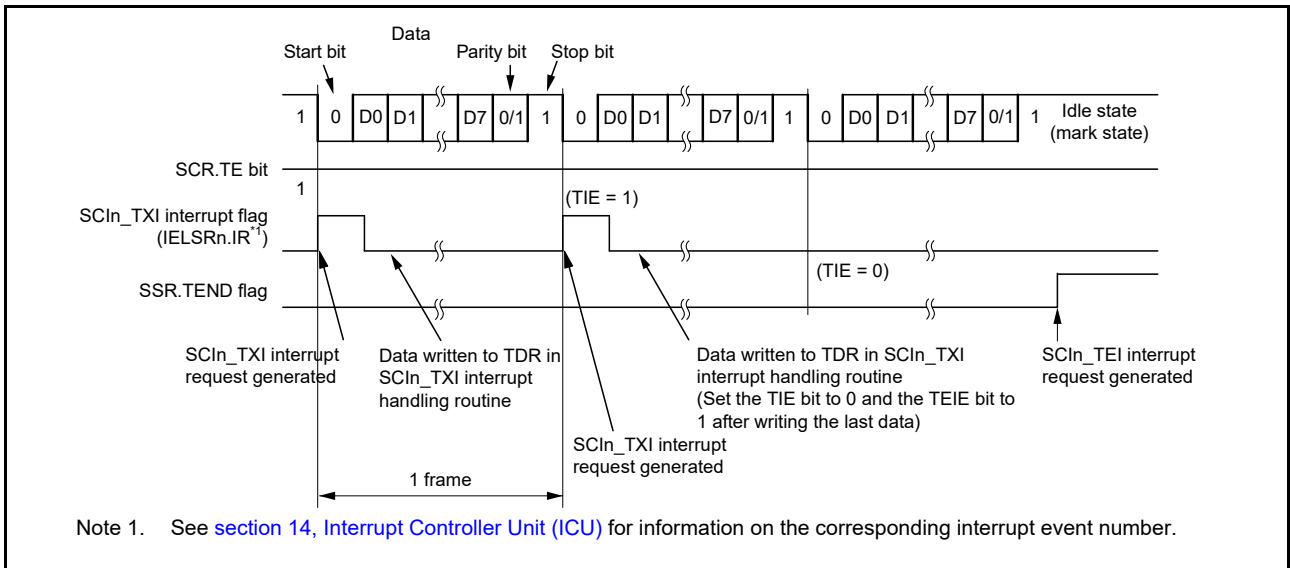 Data
Start bit
Parity bit
Stop bit
1 0 D0 D1 D7 0/1 1 0 D0 D1 D7 0/1 1 0 D0 D1 D7 0/1 1
Idle state
(mark state)
SCR.TE bit
1
(TIE = 1)
SCIn_TXI interrupt flag
(IELSRn.IR*1)
(TIE = 0)
SSR.TEND flag
SCIn_TXI interrupt
request generated
Data written to TDR in
SCIn_TXI interrupt
handling routine
Data written to TDR in SCIn_TXI
interrupt handling routine
(Set the TIE bit to 0 and the TEIE bit to
1 after writing the last data)
SCIn_TEI interrupt
request generated
SCIn_TXI interrupt
request generated
1 frame
Note 1. See section 14, Interrupt Controller Unit (ICU) for information on the corresponding interrupt event number.